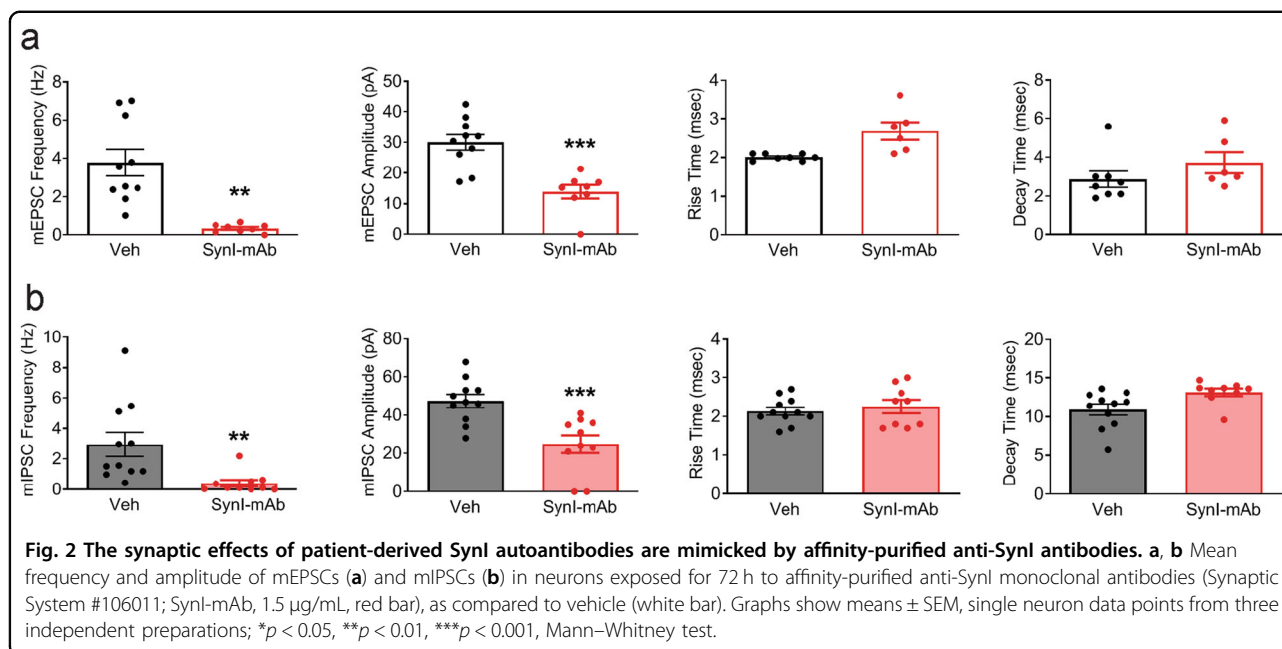 a
mEPSC Frequency (Hz)
8
6
4
2
0
**
Veh
SynI-mAb
mEPSC Amplitude (pA)
50
40
30
20
10
0
***
Veh
SynI-mAb
Rise Time (msec)
4
3
2
1
0
Veh
SynI-mAb
Decay Time (msec)
8
6
4
2
0
Veh
SynI-mAb
b
mIPSC Frequency (Hz)
10
8
6
4
2
0
**
Veh
SynI-mAb
mIPSC Amplitude (pA)
80
60
40
20
0
***
Veh
SynI-mAb
Rise Time (msec)
4
3
2
1
0
Veh
SynI-mAb
Decay Time (msec)
20
15
10
5
0
Veh
SynI-mAb
Fig. 2 The synaptic effects of patient-derived SynI autoantibodies are mimicked by affinity-purified anti-SynI antibodies. a, b Mean
frequency and amplitude of mEPSCs (a) and mIPSCs (b) in neurons exposed for 72 h to affinity-purified anti-SynI monoclonal antibodies (Synaptic
System #106011; SynI-mAb, 1.5 µg/mL, red bar), as compared to vehicle (white bar). Graphs show means ± SEM, single neuron data points from three
independent preparations; *p < 0.05, **p < 0.01, ***p < 0.001, Mann–Whitney test.